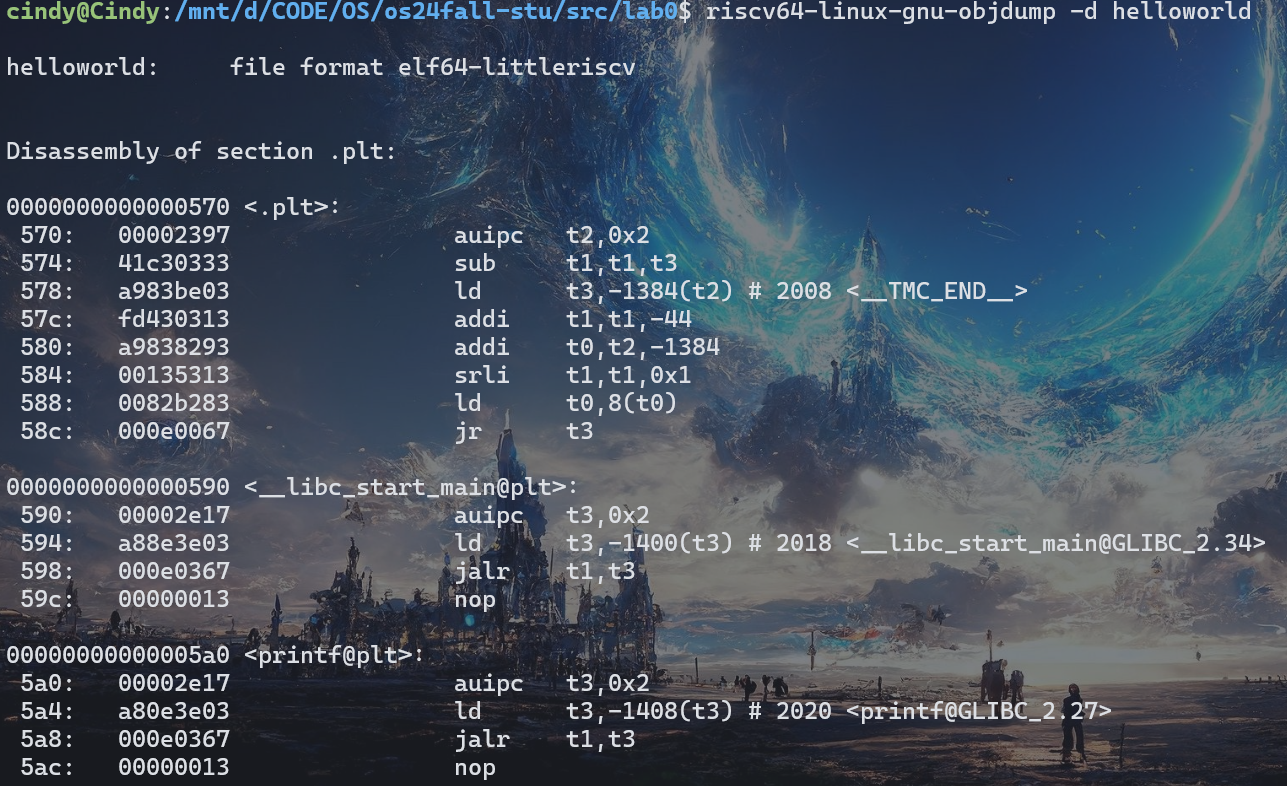 cindy@Cindy:/mnt/d/CODE/OS/os24fall-stu/src/lab0$ riscv64-linux-gnu-objdump -d helloworld
helloworld:     file format elf64-littleriscv
Disassembly of section .plt:
0000000000000570 <.plt>:
 570:   00002397                auipc   t2,0x2
 574:   41c30333                sub     t1,t1,t3
 578:   a983be03                ld      t3,-1384(t2) # 2008 <__TMC_END__>
 57c:   fd430313                addi    t1,t1,-44
 580:   a9838293                addi    t0,t2,-1384
 584:   00135313                srli    t1,t1,0x1
 588:   0082b283                ld      t0,8(t0)
 58c:   000e0067                jr      t3
0000000000000590 <__libc_start_main@plt>:
 590:   00002e17                auipc   t3,0x2
 594:   a88e3e03                ld      t3,-1400(t3) # 2018 <__libc_start_main@GLIBC_2.34>
 598:   000e0367                jalr    t1,t3
 59c:   00000013                nop
00000000000005a0 <printf@plt>:
 5a0:   00002e17                auipc   t3,0x2
 5a4:   a80e3e03                ld      t3,-1408(t3) # 2020 <printf@GLIBC_2.27>
 5a8:   000e0367                jalr    t1,t3
 5ac:   00000013                nop